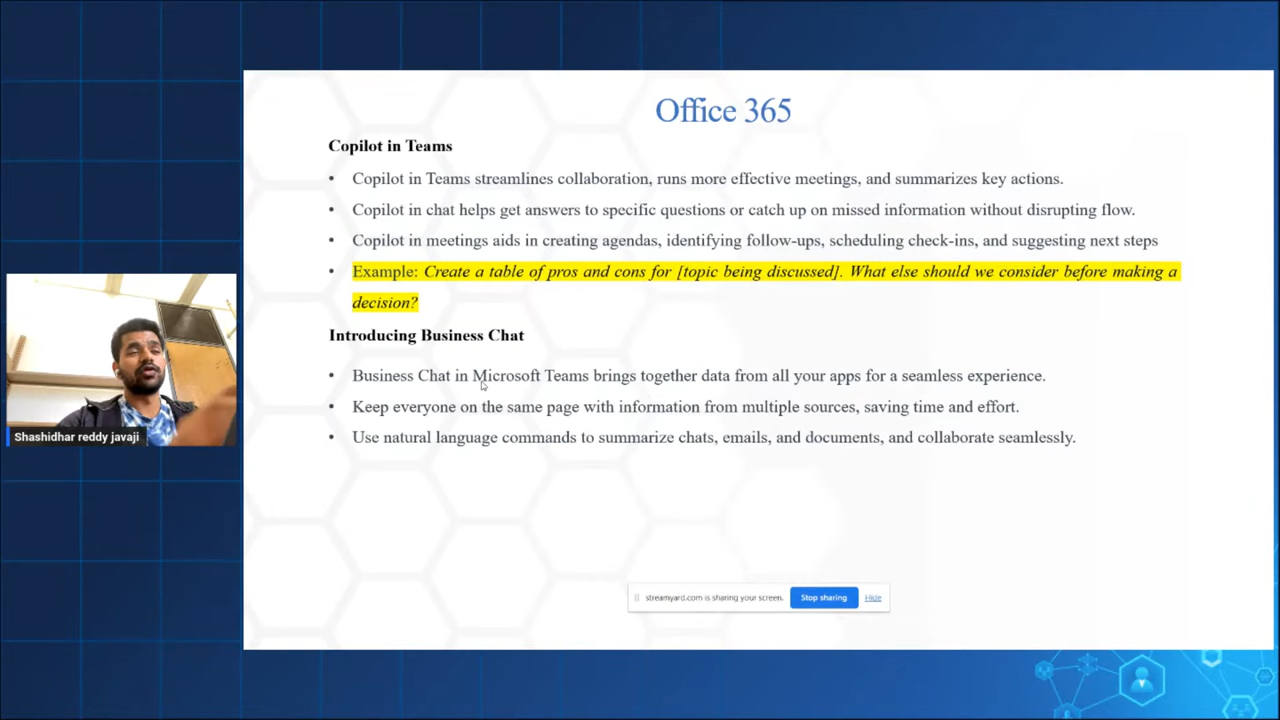 Office 365
Copilot in Teams
• Copilot in Teams streamlines collaboration, runs more effective meetings, and summarizes key actions.
• Copilot in chat helps get answers to specific questions or catch up on missed information without disrupting flow.
• Copilot in meetings aids in creating agendas, identifying follow-ups, scheduling check-ins, and suggesting next steps
• Example: Create a table of pros and cons for [topic being discussed]. What else should we consider before making a
decision?
Introducing Business Chat
• Business Chat in Microsoft Teams brings together data from all your apps for a seamless experience.
• Keep everyone on the same page with information from multiple sources, saving time and effort.
• Use natural language commands to summarize chats, emails, and documents, and collaborate seamlessly.
Shashidhar reddy javaji
streamyard.com is sharing your screen. Stop sharing Hide